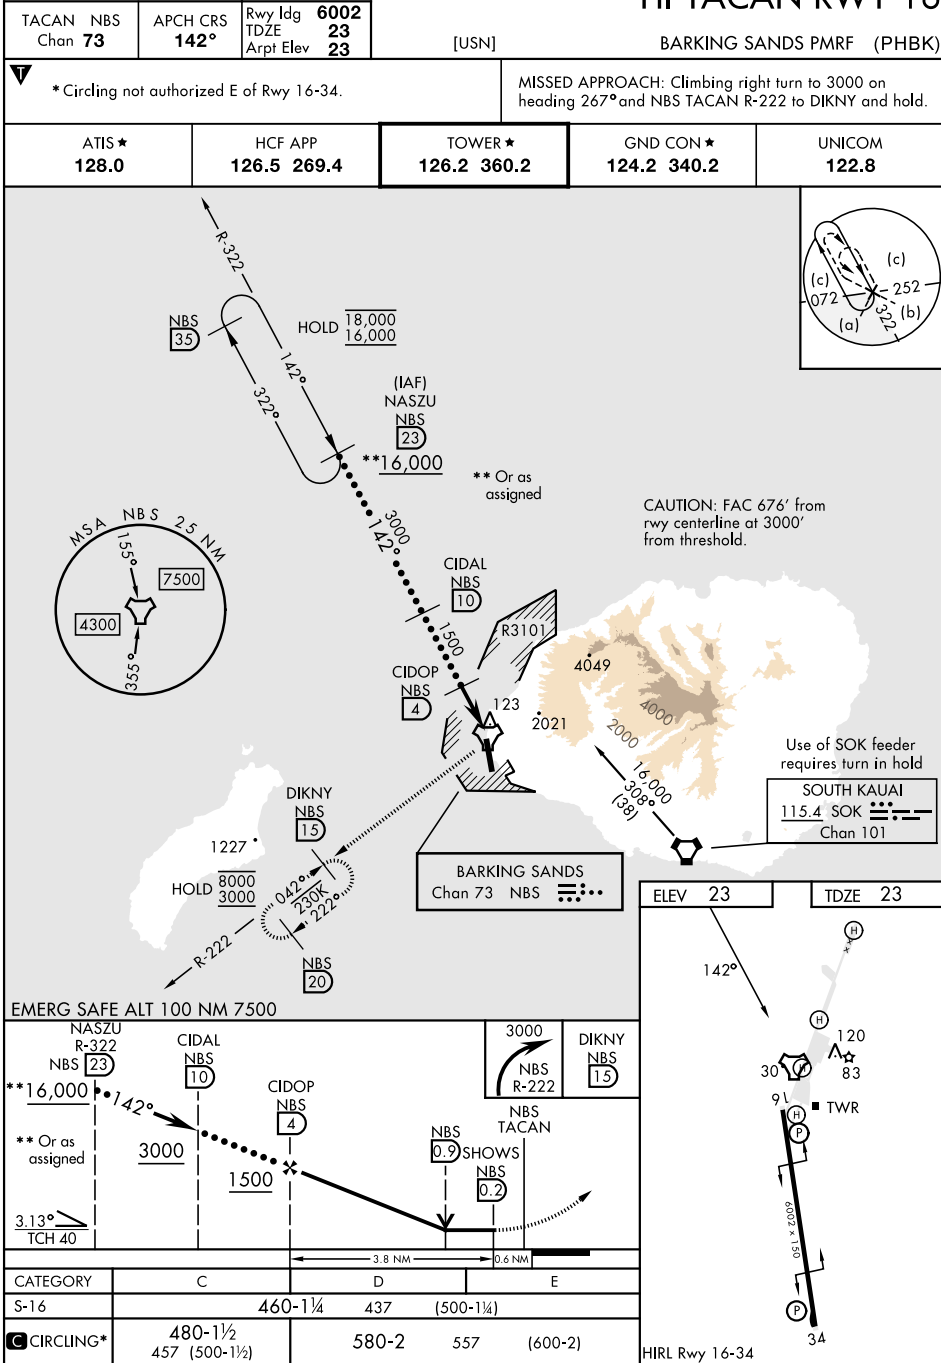 HI-TACAN RWY 16
TACAN NBS
Chan 73
APCH CRS
142°
Rwy ldg 6002
TDZE 23
Arpt Elev 23
[USN]
BARKING SANDS PMRF (PHBK)
T
* Circling not authorized E of Rwy 16-34.
MISSED APPROACH: Climbing right turn to 3000 on
heading 267° and NBS TACAN R-222 to DIKNY and hold.
ATIS ★
128.0
HCF APP
126.5 269.4
TOWER ★
126.2 360.2
GND CON ★
124.2 340.2
UNICOM
122.8
R-322
NBS
35
HOLD 18,000
16,000
142°
322°
(IAF)
NASZU
NBS
23
**16,000
** Or as
assigned
(c)
(c)
072
252
(a)
322
(b)
3000
142°
CAUTION: FAC 676' from
rwy centerline at 3000'
from threshold.
MSA NBS 25 NM
155°
7500
4300
355°
CIDAL
NBS
10
1500
R3101
CIDOP
NBS
4
123
4049
2021
4000
2000
16,000
308°
(38)
Use of SOK feeder
requires turn in hold
SOUTH KAUAI
115.4 SOK
Chan 101
DIKNY
NBS
15
1227
HOLD 8000
3000
042°
230K
222°
R-222
NBS
20
BARKING SANDS
Chan 73 NBS
EMERG SAFE ALT 100 NM 7500
ELEV 23
TDZE 23
142°
H
H
120
83
30
H
16
TWR
H
P
6002 x 150
P
34
HIRL Rwy 16-34
NASZU
R-322
NBS 23
**16,000
142°
** Or as
assigned
3000
CIDAL
NBS
10
1500
CIDOP
NBS
4
3000
NBS
R-222
DIKNY
NBS
15
NBS
TACAN
NBS
0.9
SHOWS
NBS
0.2
3.13°
TCH 40
3.8 NM
0.6 NM
CATEGORY C D E
S-16 460-1¼ 437 (500-1¼)
C CIRCLING* 480-1½ 580-2 557 (600-2)
457 (500-1½)